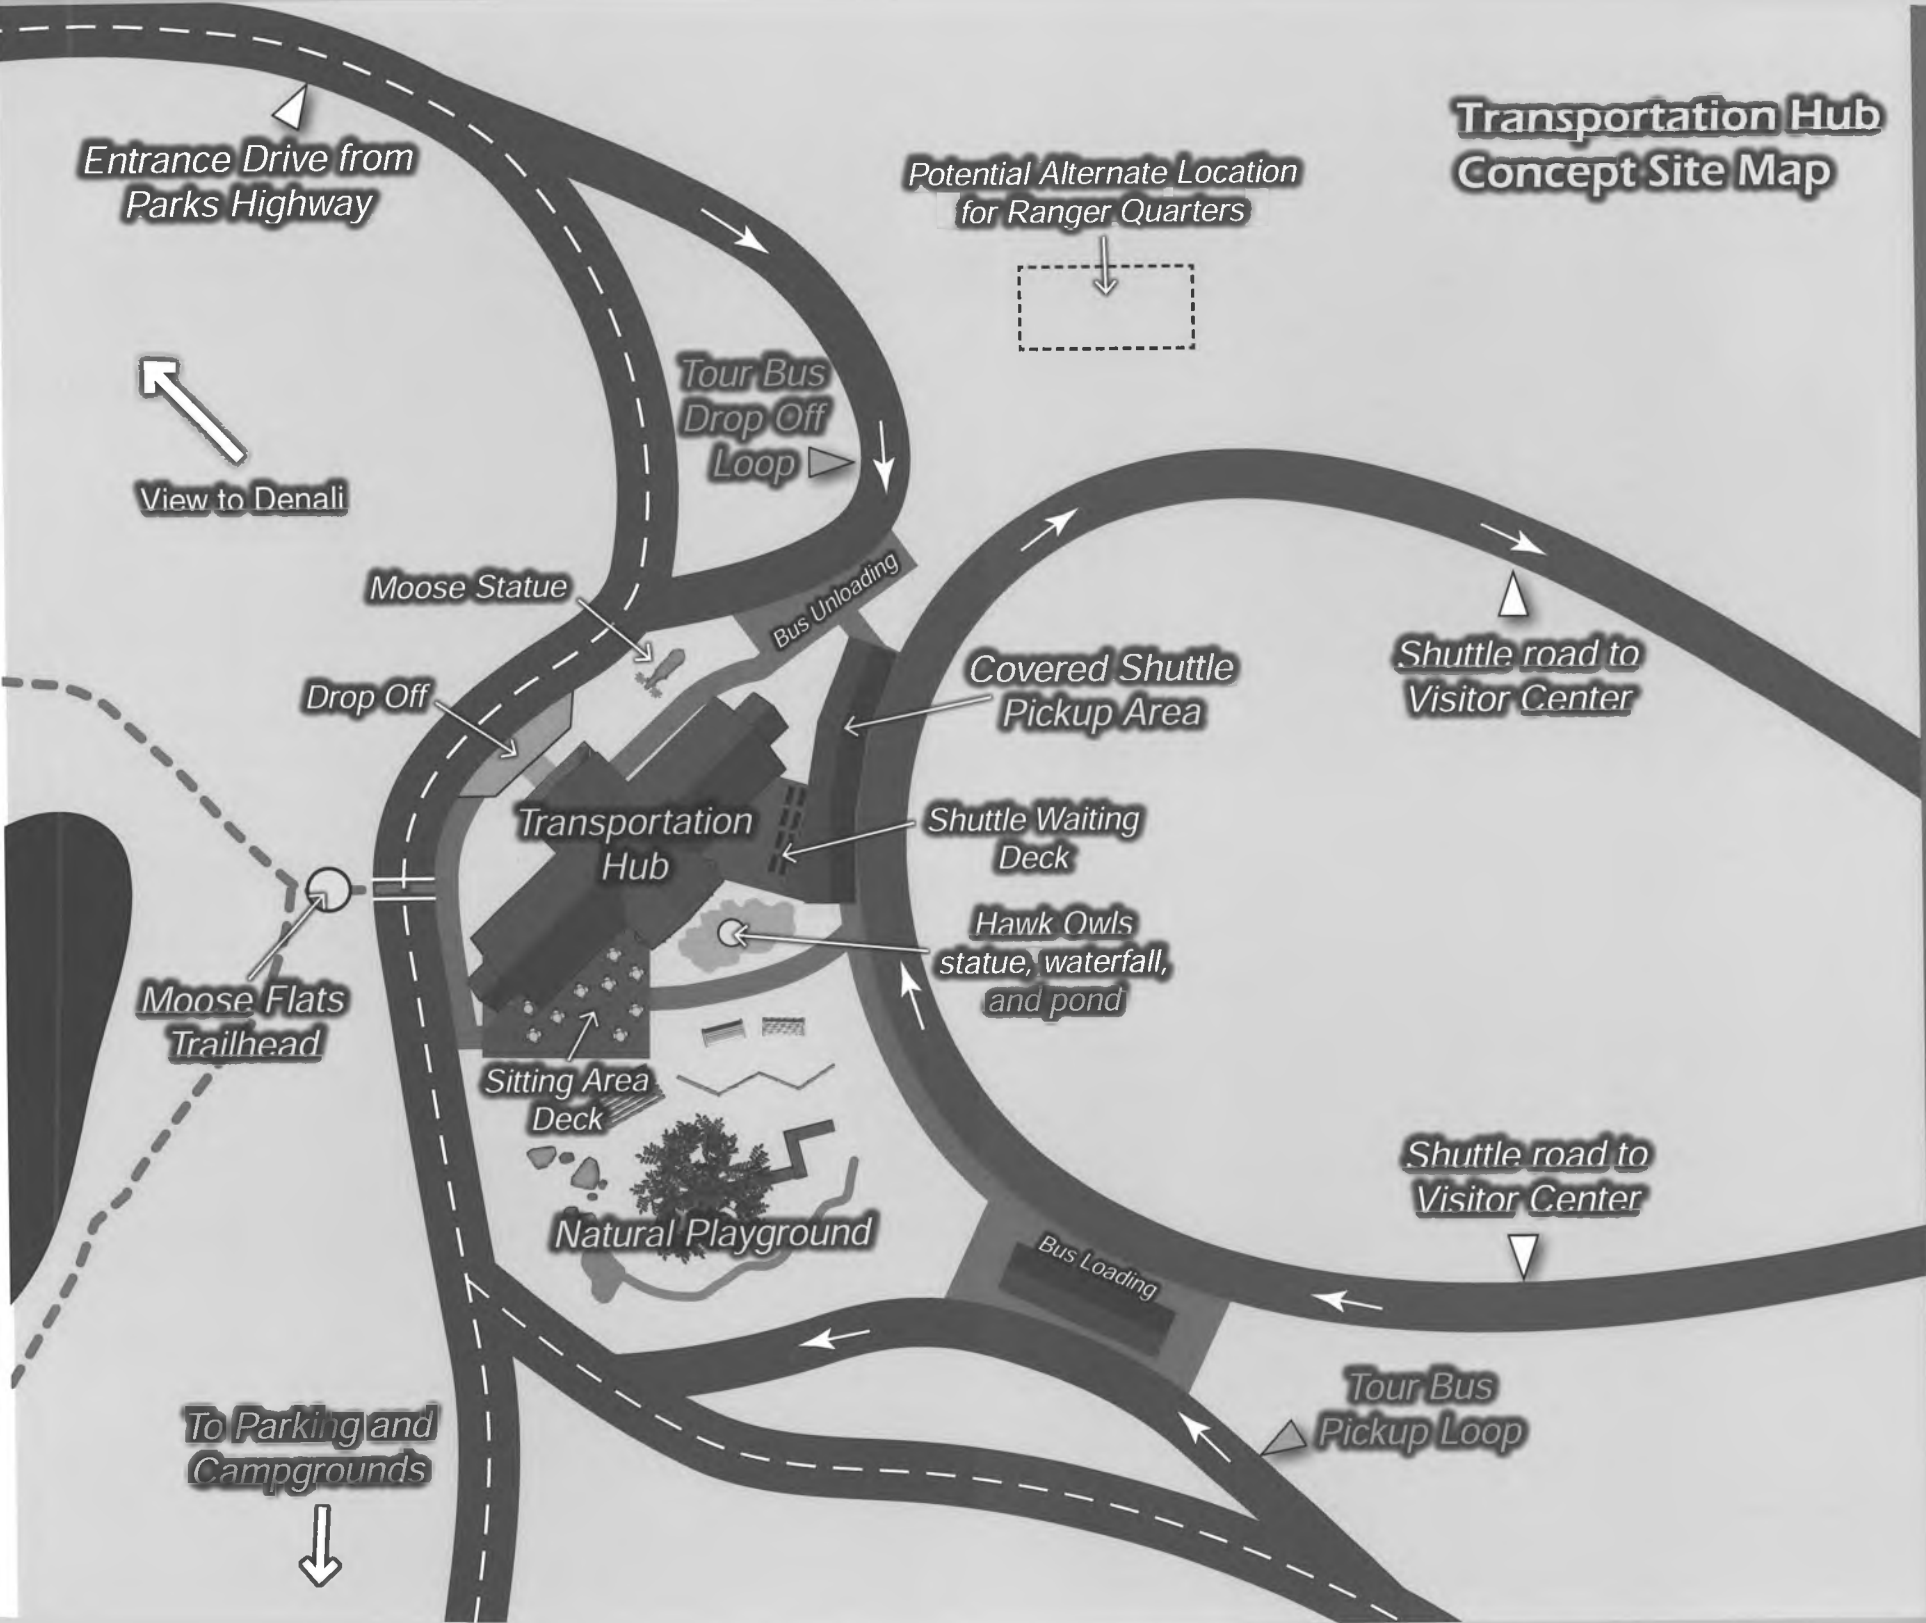 Transportation Hub
Concept Site Map
Entrance Drive from
Parks Highway
Potential Alternate Location
for Ranger Quarters
View to Denali
Tour Bus
Drop Off
Loop
Moose Statue
Bus Unloading
Drop Off
Covered Shuttle
Pickup Area
Shuttle road to
Visitor Center
Transportation
Hub
Shuttle Waiting
Deck
Hawk Owls
statue, waterfall,
and pond
Moose Flats
Trailhead
Sitting Area
Deck
Natural Playground
Bus Loading
Shuttle road to
Visitor Center
Tour Bus
Pickup Loop
To Parking and
Campgrounds